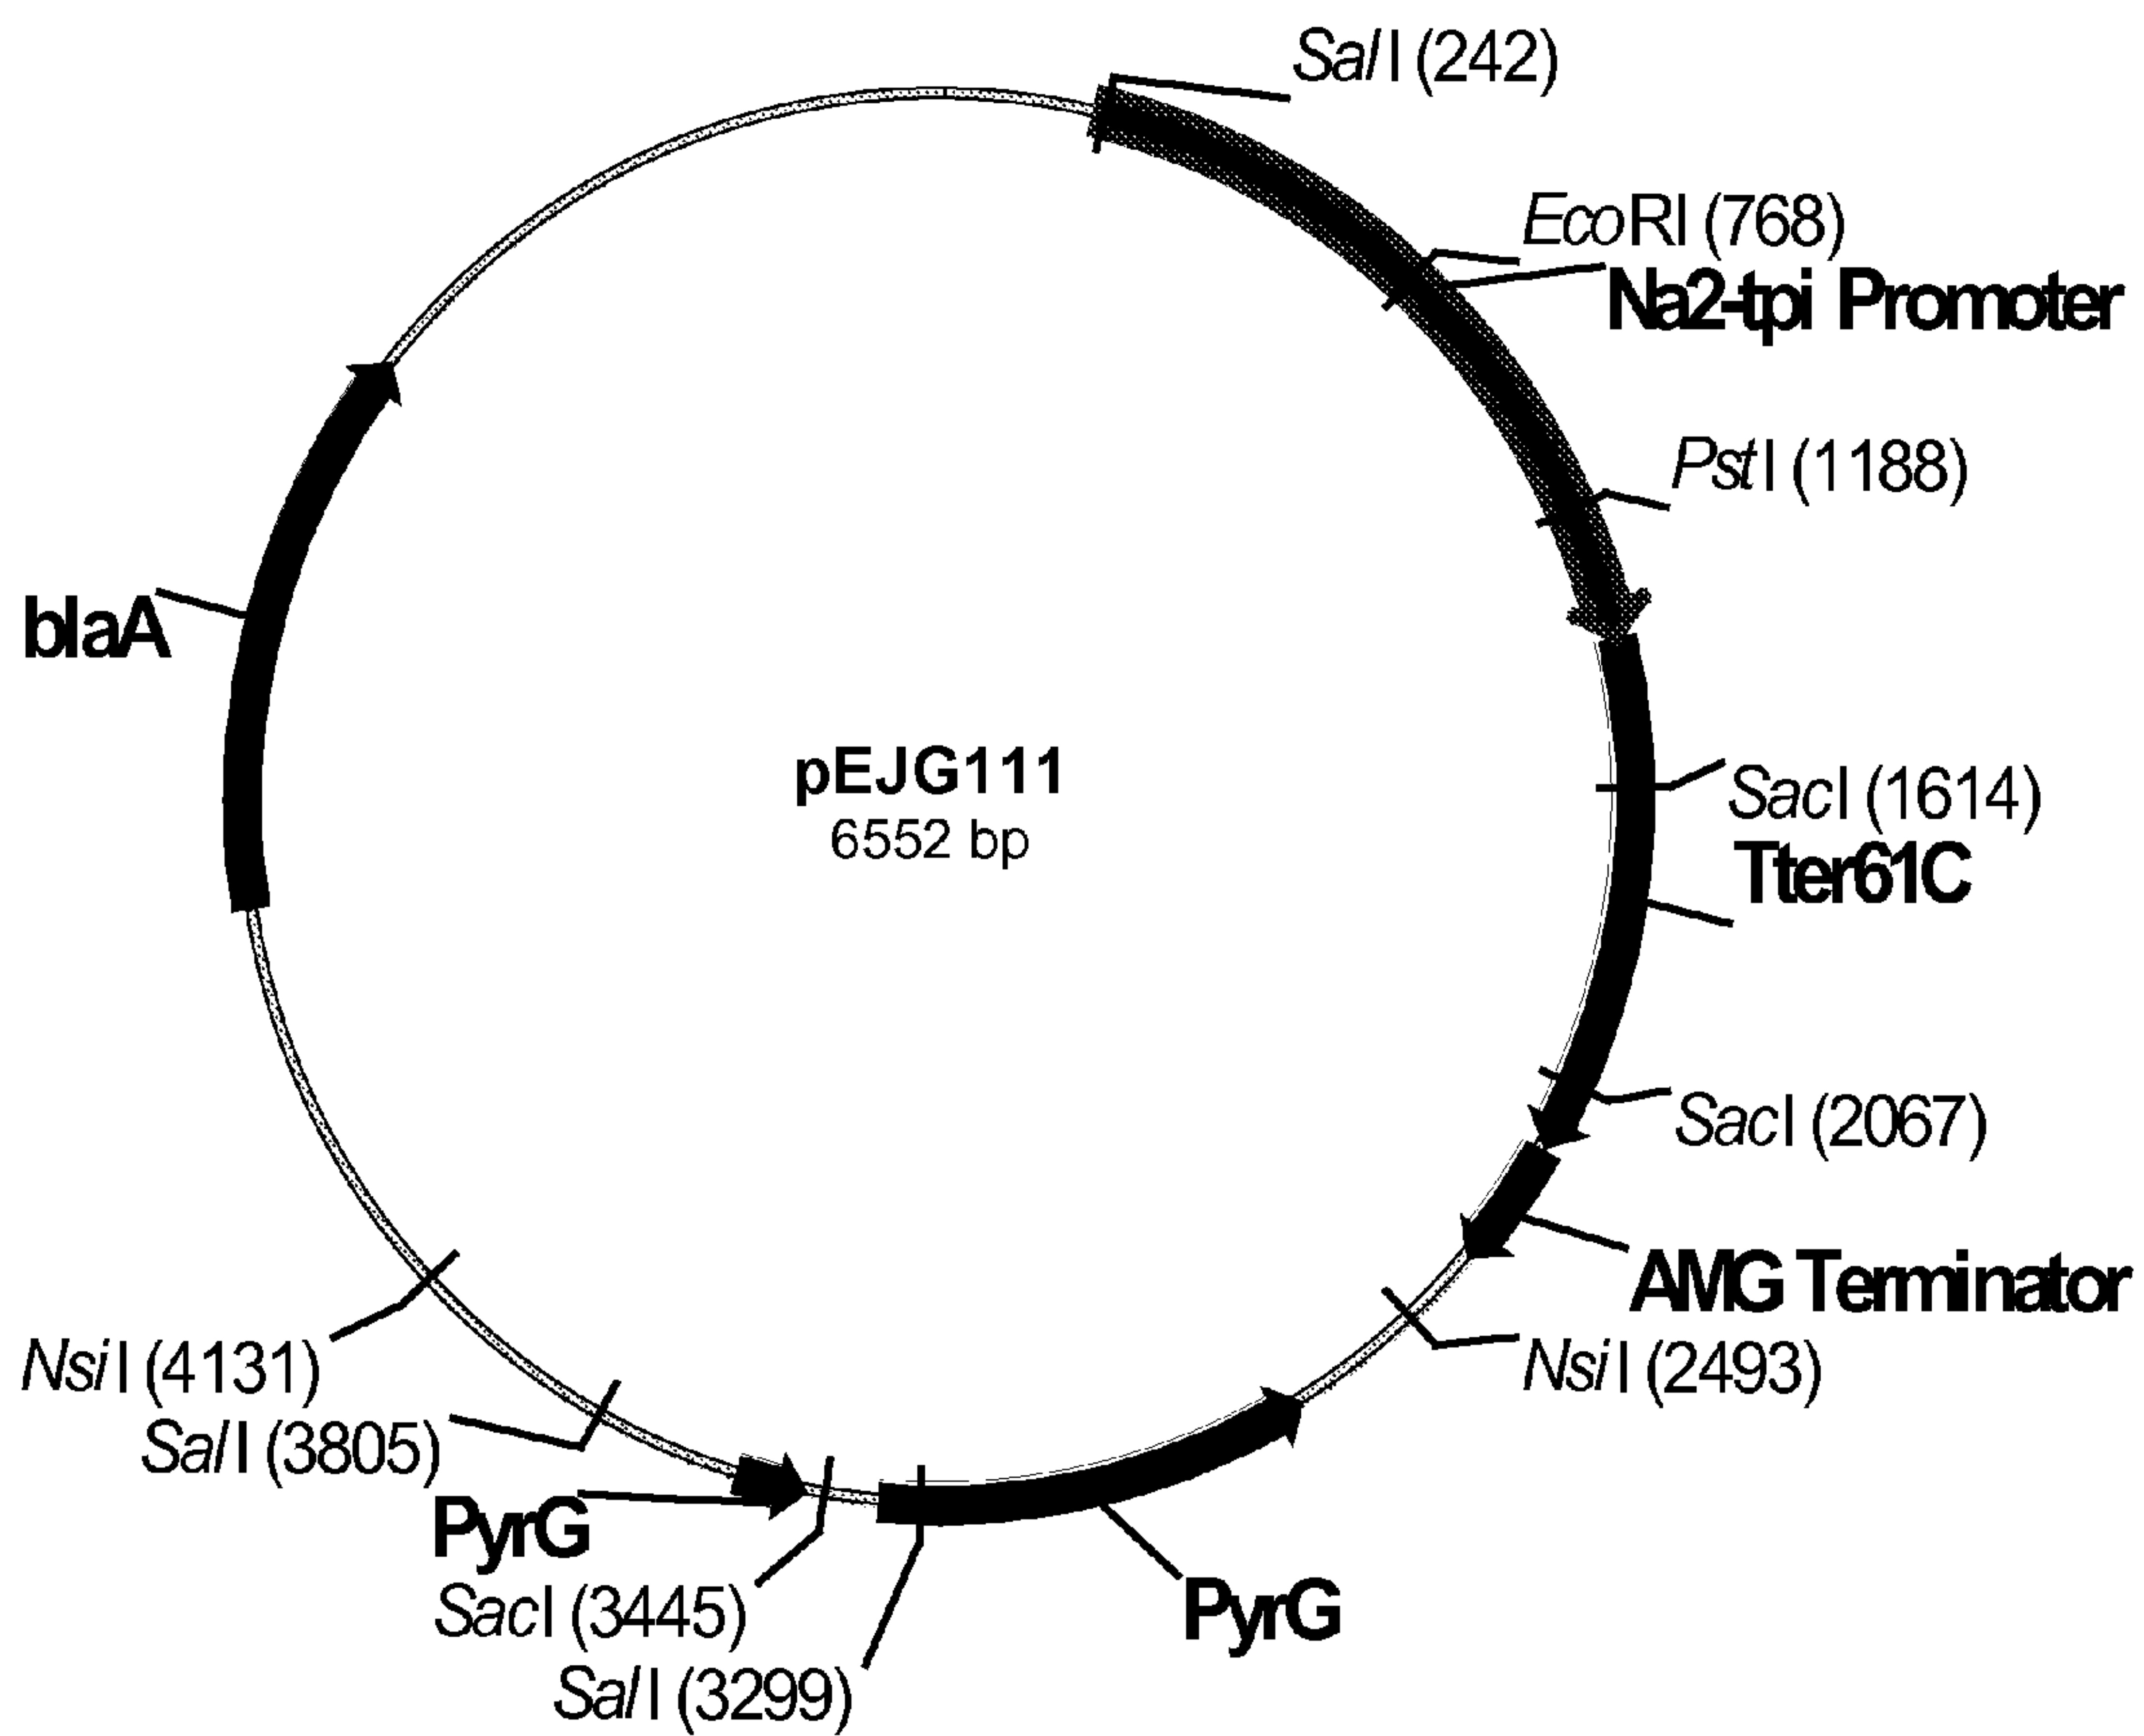 SalI (242)
EcoRI (768)
Na2-tpi Promoter
PstI (1188)
blaA
pEJG111
6552 bp
SacI (1614)
Tter61C
SacI (2067)
AMG Terminator
NsiI (4131)
NsiI (2493)
SalI (3805)
PyrG
SacI (3445)
PyrG
SalI (3299)